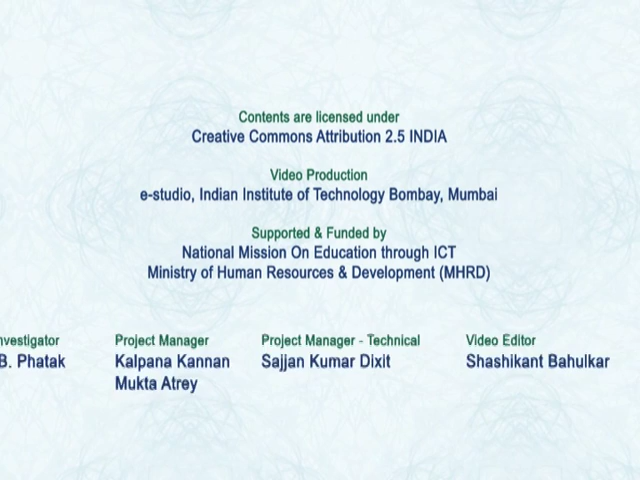 Contents are licensed under
Creative Commons Attribution 2.5 INDIA
Video Production
e-studio, Indian Institute of Technology Bombay, Mumbai
Supported & Funded by
National Mission On Education through ICT
Ministry of Human Resources & Development (MHRD)
nvestigator Project Manager Project Manager - Technical Video Editor
B. Phatak Kalpana Kannan Sajjan Kumar Dixit Shashikant Bahulkar
Mukta Atrey